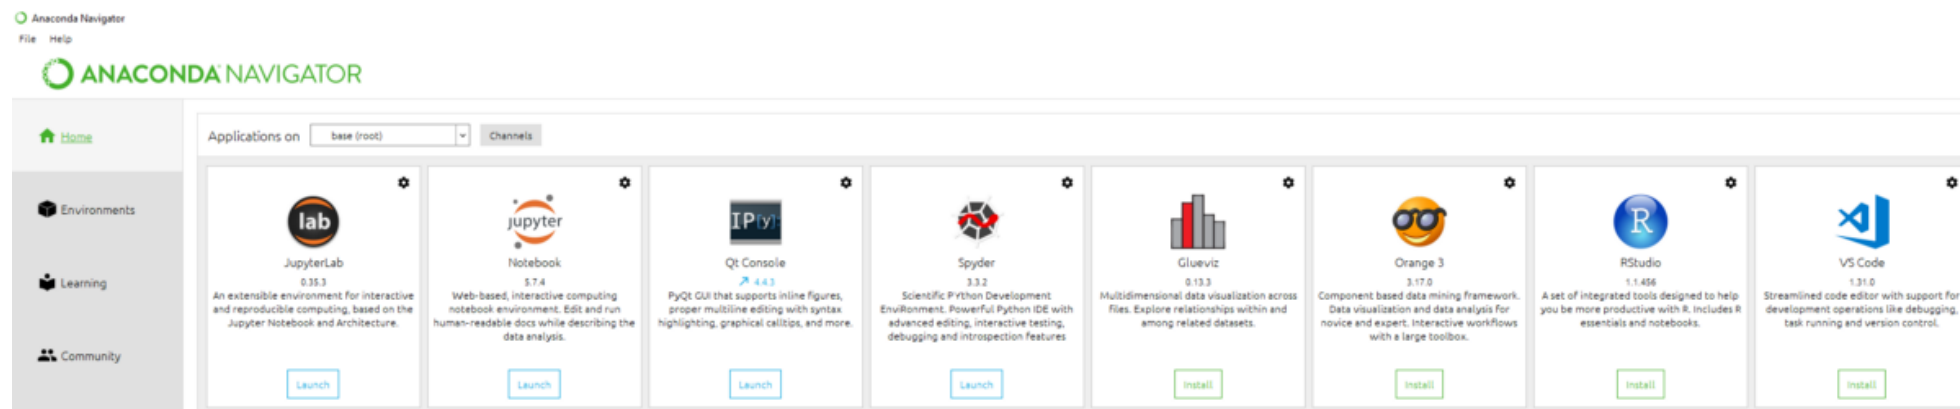 Anaconda Navigator
File Help
ANACONDA NAVIGATOR
Home
Environments
Learning
Community
Applications on base (root) Channels
lab
JupyterLab
0.35.3
An extensible environment for interactive
and reproducible computing, based on the
Jupyter Notebook and Architecture.
Launch
jupyter
Notebook
5.7.4
Web-based, interactive computing
notebook environment. Edit and run
human-readable docs while describing the
data analysis.
Launch
IP[y]:
Qt Console
4.4.3
PyQt GUI that supports inline figures,
proper multiline editing with syntax
highlighting, graphical calltips, and more.
Launch
Spyder
3.3.2
Scientific PYthon Development
EnviRonment. Powerful Python IDE with
advanced editing, interactive testing,
debugging and introspection features
Launch
Glueviz
0.13.3
Multidimensional data visualization across
files. Explore relationships within and
among related datasets.
Install
Orange 3
3.17.0
Component based data mining framework.
Data visualization and data analysis for
novice and expert. Interactive workflows
with a large toolbox.
Install
R
RStudio
1.1.456
A set of integrated tools designed to help
you be more productive with R. Includes R
essentials and notebooks.
Install
VS Code
1.31.0
Streamlined code editor with support for
development operations like debugging,
task running and version control.
Install